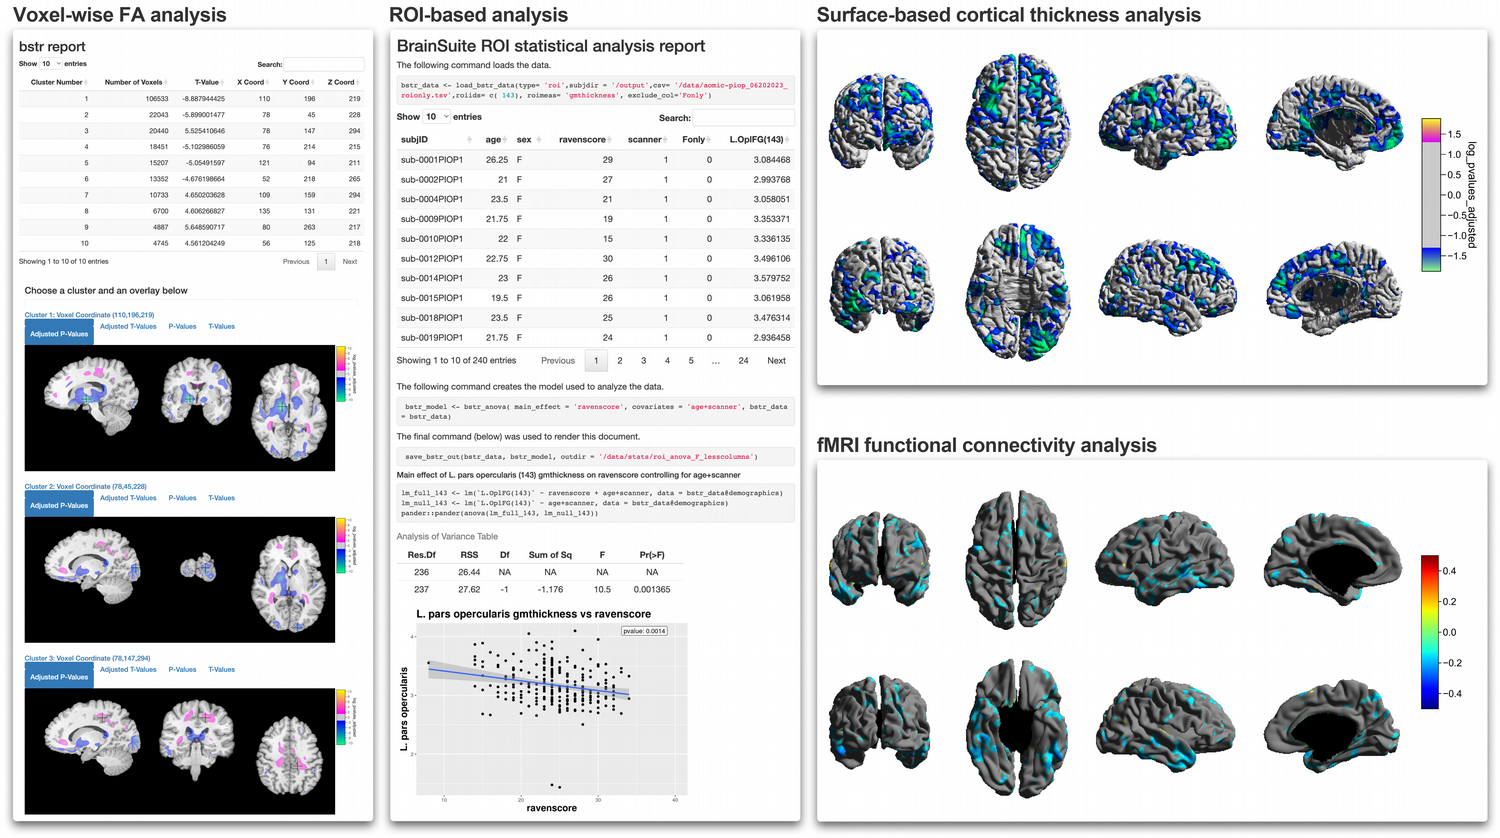 Voxel-wise FA analysis
bstr report
Show 10 entries
Search:
Cluster Number Number of Voxels T-Value X Coord Y Coord Z Coord
1 106533 -8.887944425 110 196 219
2 22043 -5.899001477 78 45 228
3 20440 5.525410646 78 147 294
4 18451 -5.102986059 76 214 215
5 15207 -5.05491597 121 94 211
6 13352 -4.676198664 52 218 265
7 10733 4.650203628 109 159 294
8 6700 4.606266827 135 131 221
9 4887 5.648590717 80 263 217
10 4745 4.561204249 56 125 218
Showing 1 to 10 of 10 entries
Previous 1 Next
Choose a cluster and an overlay below
Cluster 1: Voxel Coordinate (110,196,219)
Adjusted P-Values Adjusted T-Values P-Values T-Values
Cluster 2: Voxel Coordinate (78,45,228)
Adjusted P-Values Adjusted T-Values P-Values T-Values
Cluster 3: Voxel Coordinate (78,147,294)
Adjusted P-Values Adjusted T-Values P-Values T-Values
ROI-based analysis
BrainSuite ROI statistical analysis report
The following command loads the data.
bstr_data <- load_bstr_data(type= 'roi',subjdir = '/output',csv= '/data/aomic-piop_06202023_
roionly.tsv',roiids= c( 143), roimeas= 'gmthickness', exclude_col='Fonly')
Show 10 entries
Search:
subjID age sex ravenscore scanner Fonly L.OpIFG(143)
sub-0001PIOP1 26.25 F 29 1 0 3.084468
sub-0002PIOP1 21 F 27 1 0 2.993768
sub-0004PIOP1 23.5 F 21 1 0 3.058051
sub-0009PIOP1 21.75 F 19 1 0 3.353371
sub-0010PIOP1 22 F 15 1 0 3.336135
sub-0012PIOP1 22.75 F 30 1 0 3.496106
sub-0014PIOP1 23 F 26 1 0 3.579752
sub-0015PIOP1 19.5 F 26 1 0 3.061958
sub-0018PIOP1 23.5 F 25 1 0 3.476314
sub-0019PIOP1 21.75 F 24 1 0 2.936458
Showing 1 to 10 of 240 entries
Previous 1 2 3 4 5 ... 24 Next
The following command creates the model used to analyze the data.
bstr_model <- bstr_anova( main_effect = 'ravenscore', covariates = 'age+scanner', bstr_data
= bstr_data)
The final command (below) was used to render this document.
save_bstr_out(bstr_data, bstr_model, outdir = '/data/stats/roi_anova_F_lesscolumns')
Main effect of L. pars opercularis (143) gmthickness on ravenscore controlling for age+scanner
lm_full_143 <- lm(`L.OpIFG(143)` ~ ravenscore + age+scanner, data = bstr_data@demographics)
lm_null_143 <- lm(`L.OpIFG(143)` ~ age+scanner, data = bstr_data@demographics)
pander::pander(anova(lm_full_143, lm_null_143))
Analysis of Variance Table
Res.Df RSS Df Sum of Sq F Pr(>F)
236 26.44 NA NA NA NA
237 27.62 -1 -1.176 10.5 0.001365
L. pars opercularis gmthickness vs ravenscore
pvalue: 0.0014
L. pars opercularis
4
3
2
10 20 30 40
ravenscore
Surface-based cortical thickness analysis
1.5
1.0
0.5
0.0
−0.5
−1.0
−1.5
log_pvalues_adjusted
fMRI functional connectivity analysis
0.4
0.2
0.0
−0.2
−0.4